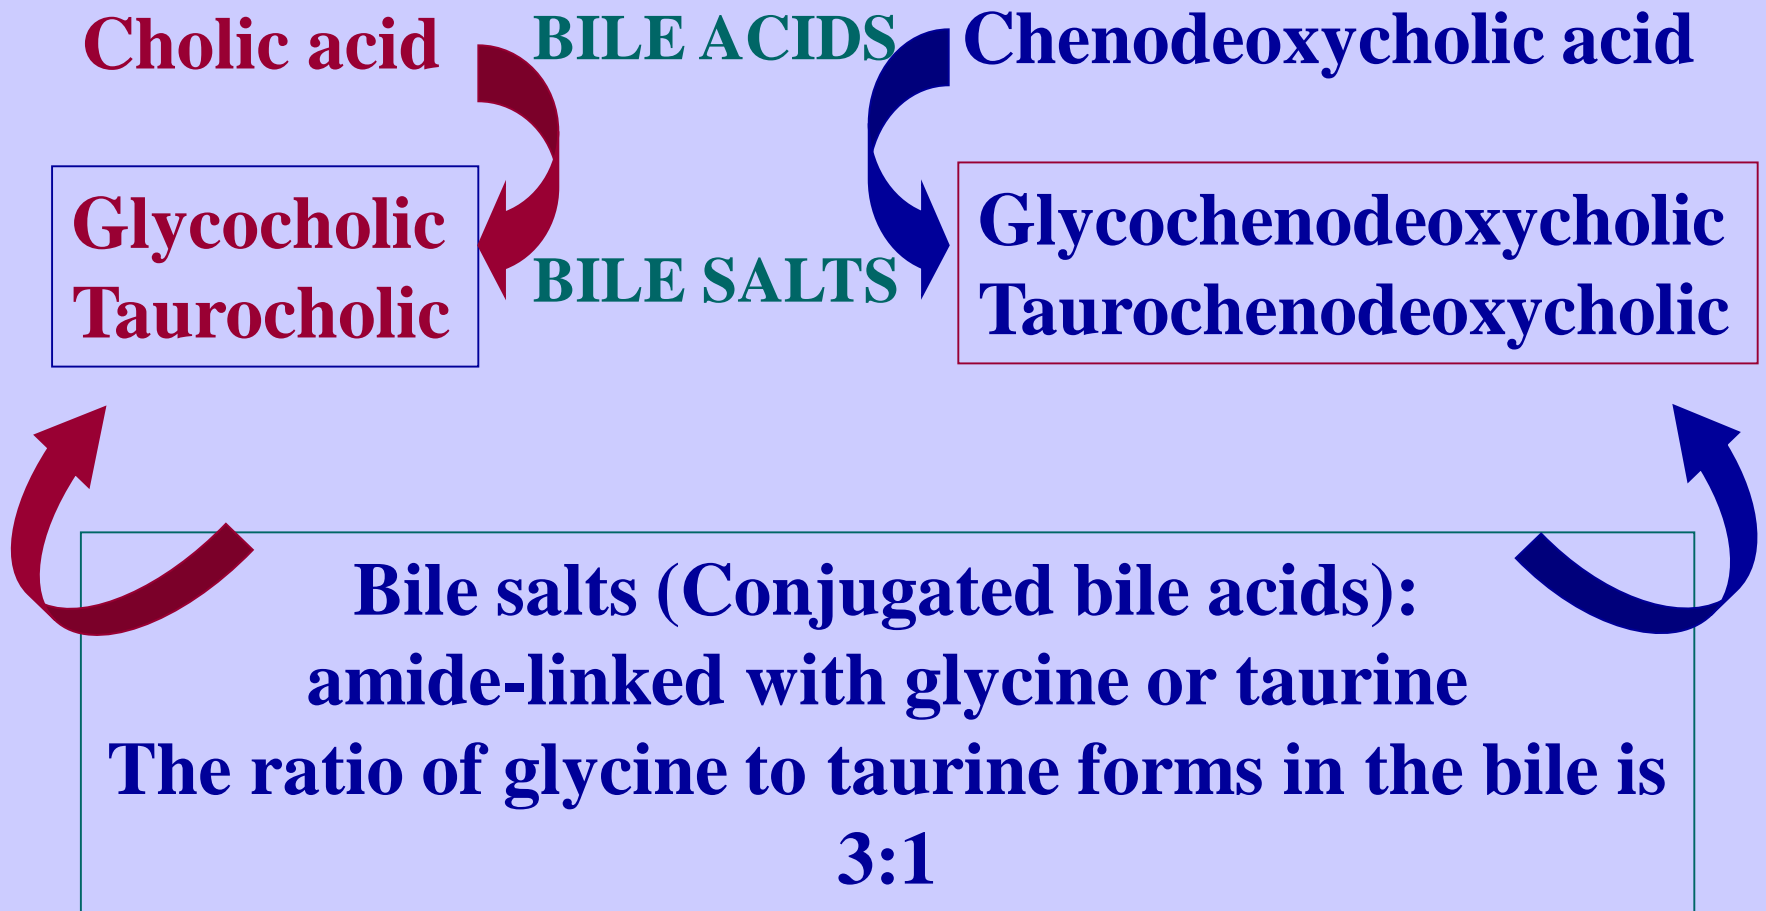 Cholic acid
BILE ACIDS
Chenodeoxycholic acid
Glycocholic
Taurocholic
BILE SALTS
Glycochenodeoxycholic
Taurochenodeoxycholic
Bile salts (Conjugated bile acids):
amide-linked with glycine or taurine
The ratio of glycine to taurine forms in the bile is
3:1